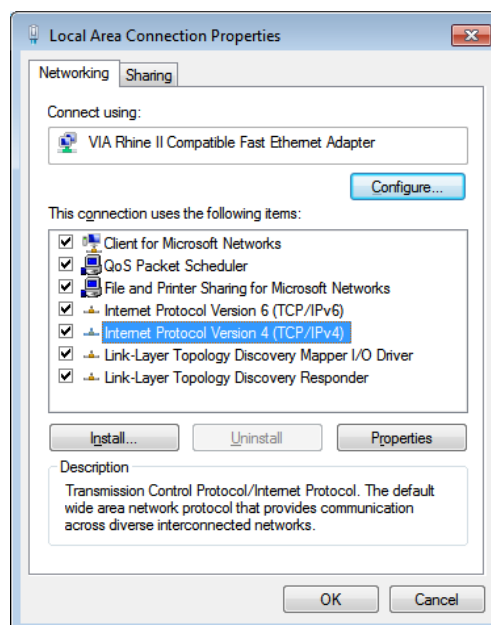 Local Area Connection Properties
Networking
Sharing
Connect using:
VIA Rhine II Compatible Fast Ethernet Adapter
Configure...
This connection uses the following items:
Client for Microsoft Networks
QoS Packet Scheduler
File and Printer Sharing for Microsoft Networks
Internet Protocol Version 6 (TCP/IPv6)
Internet Protocol Version 4 (TCP/IPv4)
Link-Layer Topology Discovery Mapper I/O Driver
Link-Layer Topology Discovery Responder
Install...
Uninstall
Properties
Description
Transmission Control Protocol/Internet Protocol. The default
wide area network protocol that provides communication
across diverse interconnected networks.
OK
Cancel